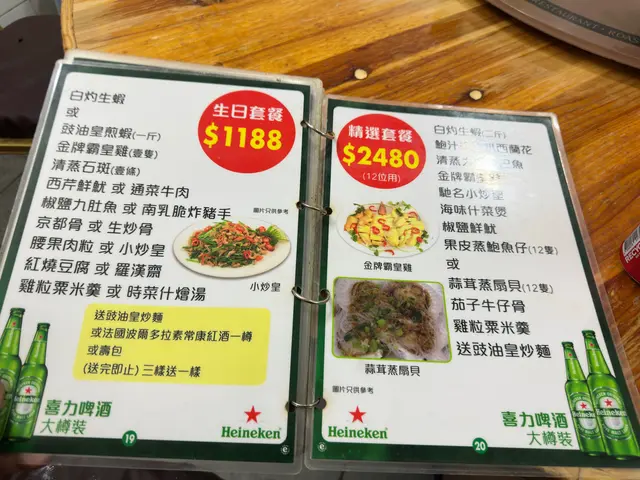 白灼生蝦
或
豉油皇煎蝦(一斤)
金牌霸皇雞(壹隻)
清蒸石斑(壹條)
西芹鮮魷 或 通菜牛肉
椒鹽九肚魚 或 南乳脆炸豬手
京都骨 或 生炒骨
腰果肉粒 或 小炒皇
紅燒豆腐 或 羅漢齋
雞粒粟米羹 或 時菜什燴湯
生日套餐
$1188
圖片只供參考
小炒皇
送豉油皇炒麵
或法國波爾多拉素常康紅酒一樽
或壽包
(送完即止) 三樣送一樣
喜力啤酒
大樽裝
19
Heineken
精選套餐
$2480
(12位用)
金牌霸皇雞
蒜茸蒸扇貝
圖片只供參考
白灼生蝦(二斤)
鮑汁 西蘭花
清蒸
金牌霸
馳名小炒皇
海味什菜煲
椒鹽鮮魷
果皮蒸鮑魚仔(12隻)
或
蒜茸蒸扇貝(12隻)
茄子牛仔骨
雞粒粟米羹
送豉油皇炒麵
Heineken
20
喜力啤酒
大樽裝
RESTAURANT